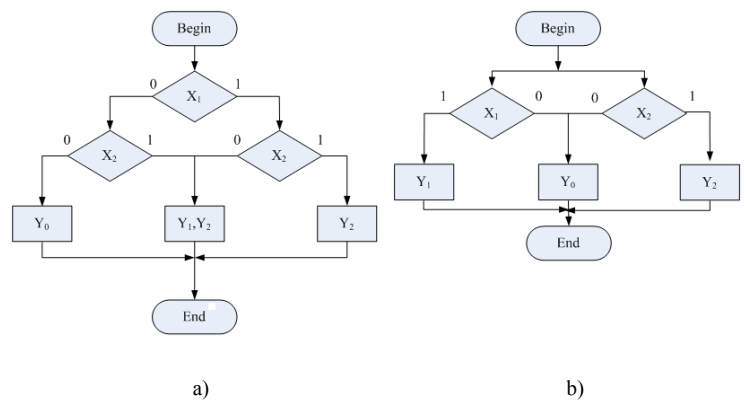 Begin
0 1
X1
0 1 0 1
X2 X2
Y0 Y1,Y2 Y2
End
a)
Begin
1 0 0 1
X1 X2
Y1 Y0 Y2
End
b)